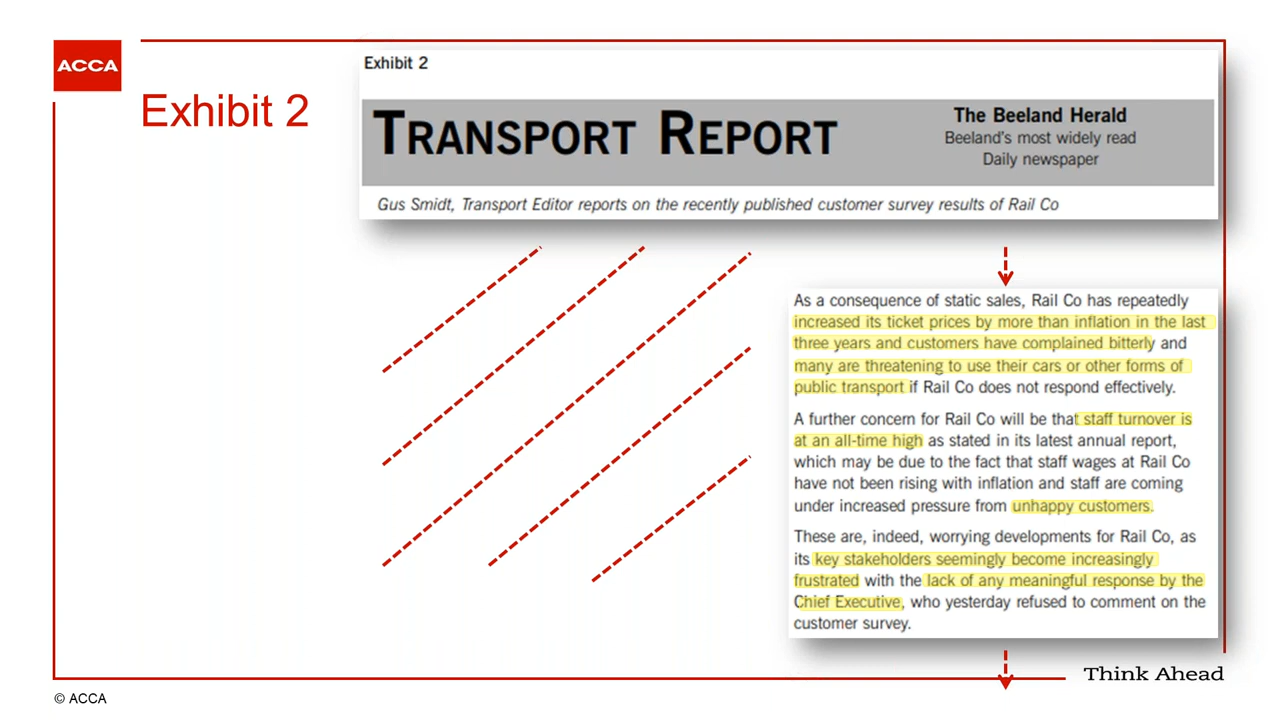 ACCA
Exhibit 2
Exhibit 2
TRANSPORT REPORT
The Beeland Herald
Beeland's most widely read
Daily newspaper
Gus Smidt, Transport Editor reports on the recently published customer survey results of Rail Co
As a consequence of static sales, Rail Co has repeatedly
increased its ticket prices by more than inflation in the last
three years and customers have complained bitterly and
many are threatening to use their cars or other forms of
public transport if Rail Co does not respond effectively.
A further concern for Rail Co will be that staff turnover is
at an all-time high as stated in its latest annual report,
which may be due to the fact that staff wages at Rail Co
have not been rising with inflation and staff are coming
under increased pressure from unhappy customers.
These are, indeed, worrying developments for Rail Co, as
its key stakeholders seemingly become increasingly
frustrated with the lack of any meaningful response by the
Chief Executive, who yesterday refused to comment on the
customer survey.
Think Ahead
© ACCA